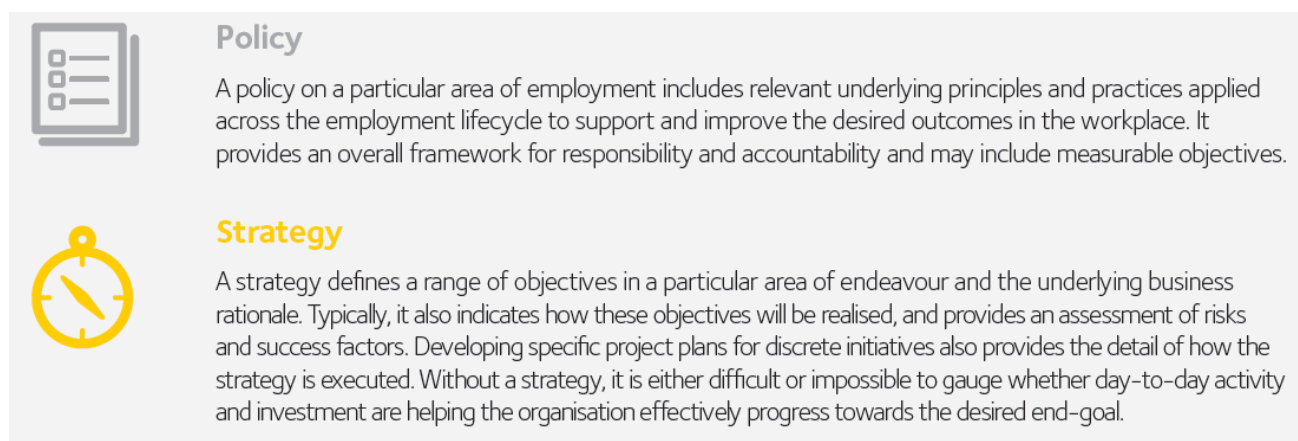 Policy
A policy on a particular area of employment includes relevant underlying principles and practices applied
across the employment lifecycle to support and improve the desired outcomes in the workplace. It
provides an overall framework for responsibility and accountability and may include measurable objectives.
Strategy
A strategy defines a range of objectives in a particular area of endeavour and the underlying business
rationale. Typically, it also indicates how these objectives will be realised, and provides an assessment of risks
and success factors. Developing specific project plans for discrete initiatives also provides the detail of how the
strategy is executed. Without a strategy, it is either difficult or impossible to gauge whether day-to-day activity
and investment are helping the organisation effectively progress towards the desired end-goal.